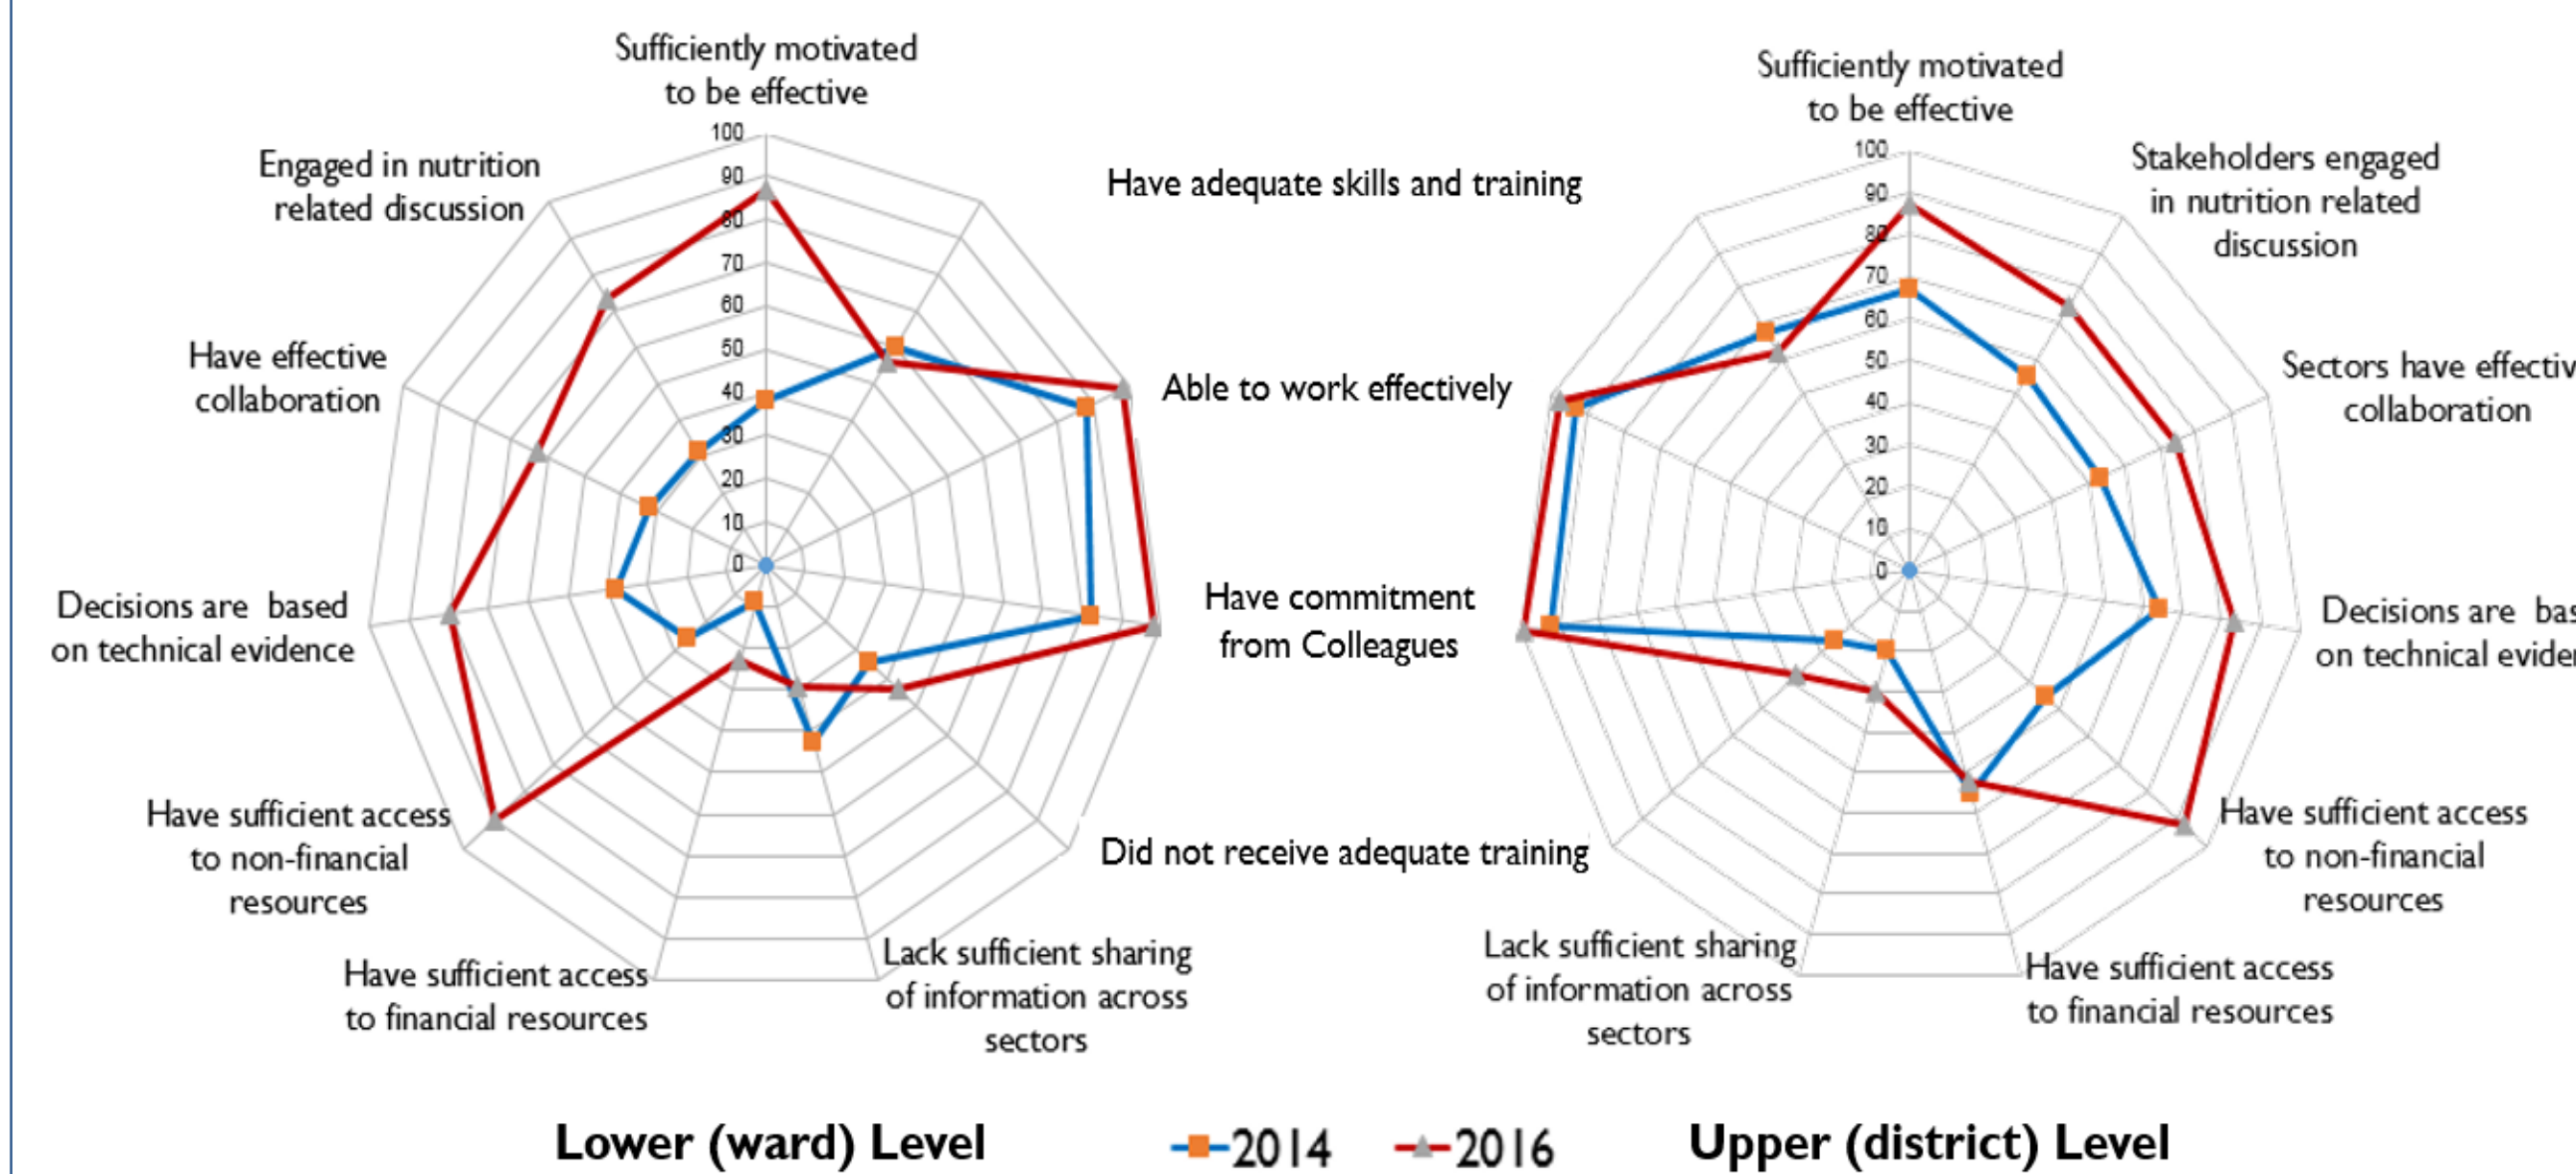 Sufficiently motivated
to be effective
Engaged in nutrition
related discussion
Have effective
collaboration
Decisions are based
on technical evidence
Have sufficient access
to non-financial
resources
Have sufficient access
to financial resources
Lack sufficient sharing
of information across
sectors
100
90
80
70
60
50
40
30
20
10
0
Have adequate skills and training
Able to work effectively
Have commitment
from Colleagues
Did not receive adequate training
Sufficiently motivated
to be effective
Stakeholders engaged
in nutrition related
discussion
Sectors have effectiv
collaboration
Decisions are bas
on technical evide
Have sufficient access
to non-financial
resources
Have sufficient access
to financial resources
Lack sufficient sharing
of information across
sectors
100
90
80
70
60
50
40
30
20
10
0
Lower (ward) Level
2014
2016
Upper (district) Level